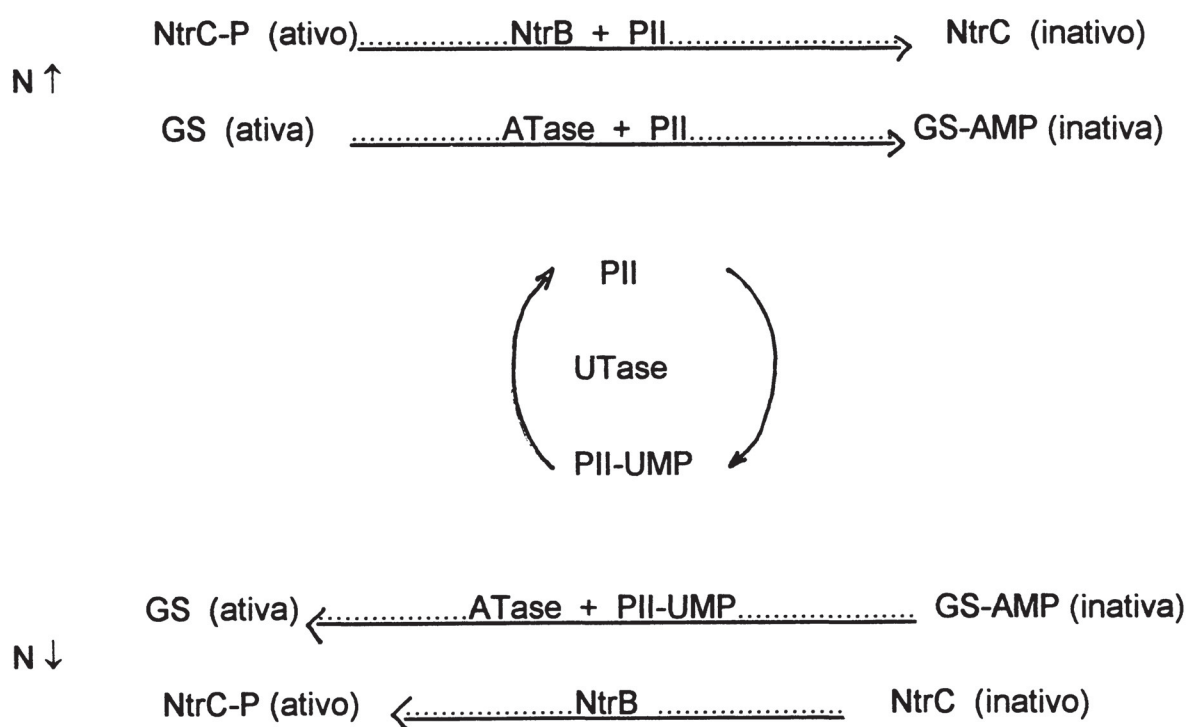 NtrC-P (ativo)...............NtrB + PII.......................... NtrC (inativo)
N ↑
GS (ativa) ...............ATase + PII..................... GS-AMP (inativa)
PII
UTase
PII-UMP
GS (ativa) ...............ATase + PII-UMP.................. GS-AMP (inativa)
N ↓
NtrC-P (ativo) .................NtrB .................. NtrC (inativo)